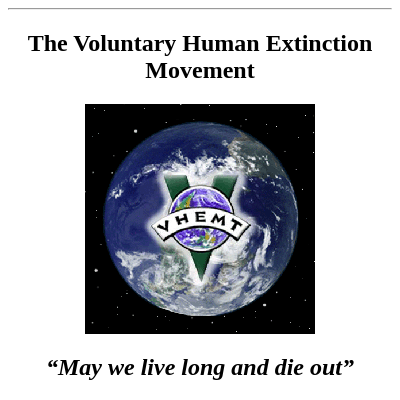 The Voluntary Human Extinction
Movement
VHEMT
“May we live long and die out”